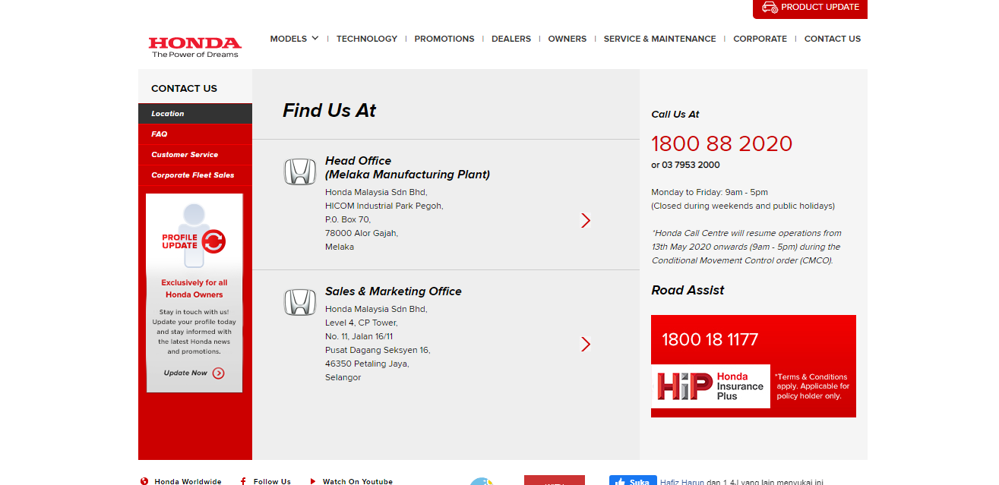 PRODUCT UPDATE
HONDA
The Power of Dreams
MODELS
TECHNOLOGY
PROMOTIONS
DEALERS
OWNERS
SERVICE & MAINTENANCE
CORPORATE
CONTACT US
CONTACT US
Location
FAQ
Customer Service
Corporate Fleet Sales
PROFILE
UPDATE
Exclusively for all
Honda Owners
Stay in touch with us!
Update your profile today
and stay informed with
the latest Honda news
and promotions.
Update Now
Find Us At
Head Office
(Melaka Manufacturing Plant)
Honda Malaysia Sdn Bhd,
HICOM Industrial Park Pegoh,
P.O. Box 70,
78000 Alor Gajah,
Melaka
Sales & Marketing Office
Honda Malaysia Sdn Bhd,
Level 4, CP Tower,
No. 11, Jalan 16/11
Pusat Dagang Seksyen 16,
46350 Petaling Jaya,
Selangor
Call Us At
1800 88 2020
or 03 7953 2000
Monday to Friday: 9am - 5pm
(Closed during weekends and public holidays)
*Honda Call Centre will resume operations from
13th May 2020 onwards (9am - 5pm) during the
Conditional Movement Control order (CMCO).
Road Assist
1800 18 1177
HiP
Honda
Insurance
Plus
*Terms & Conditions
apply. Applicable for
policy holder only.
Honda Worldwide
Follow Us
Watch On Youtube
Suka
Hafiz Harun dan 1.4J yang lain menyukai ini